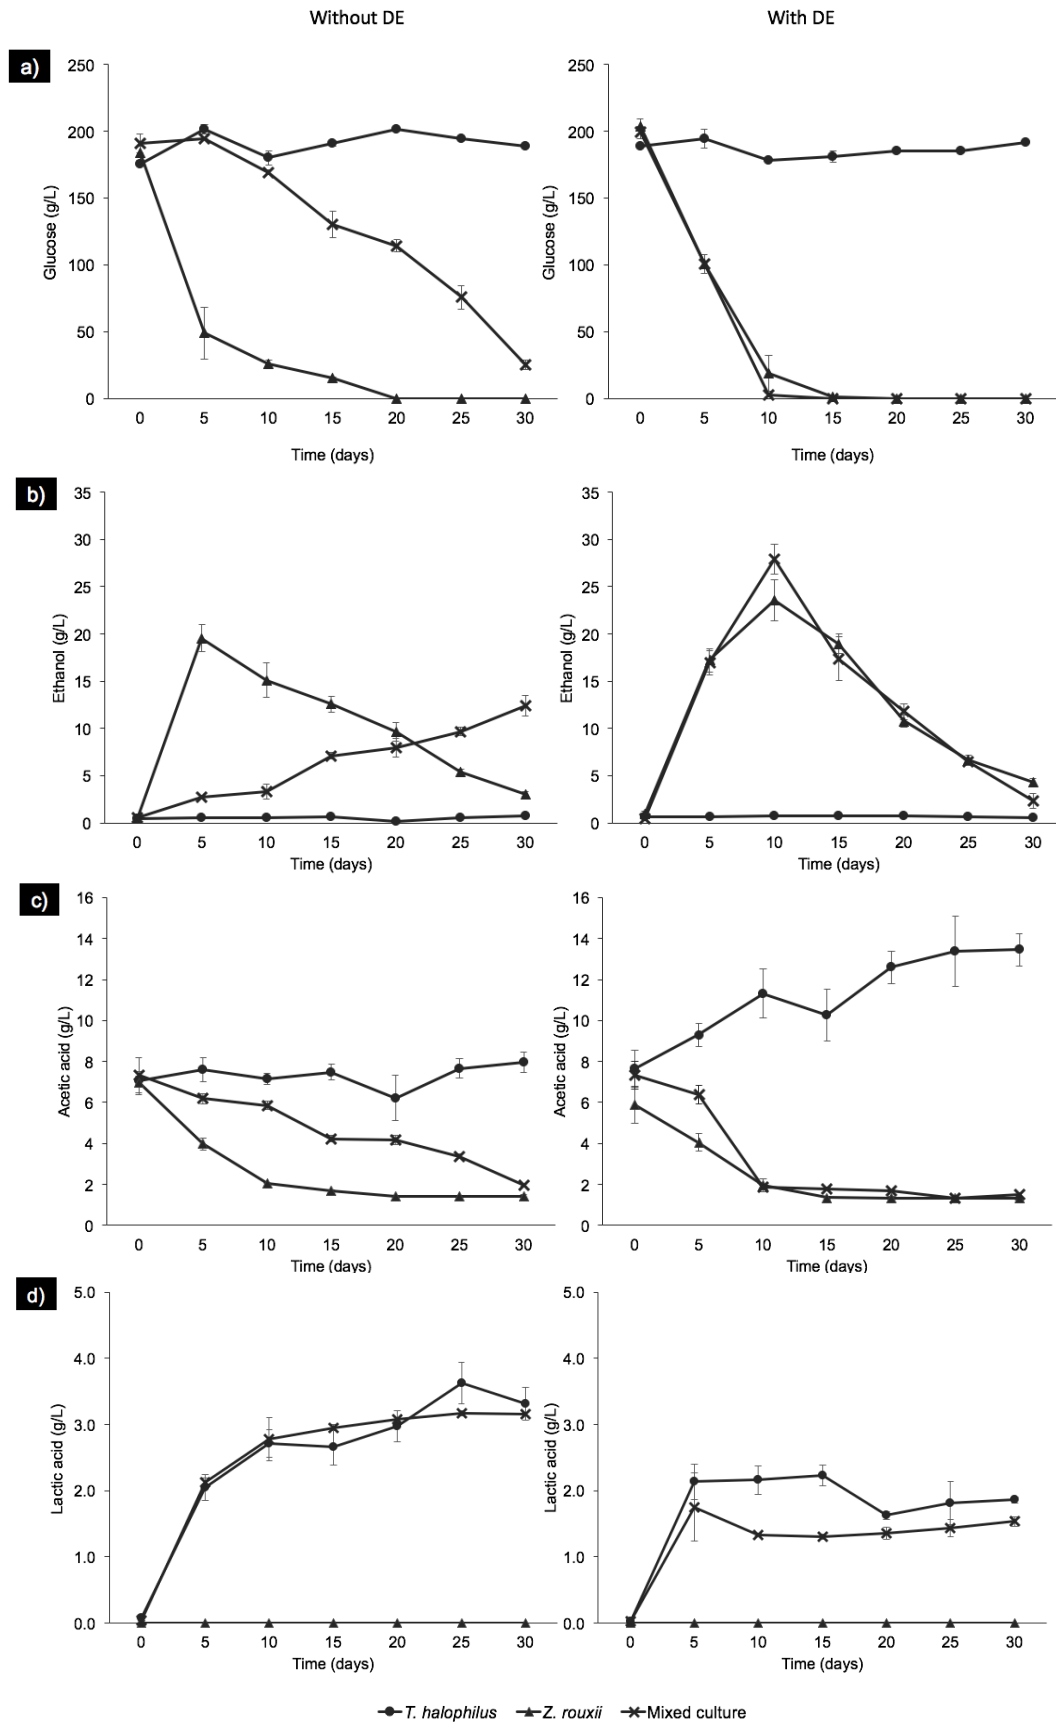 Without DE
With DE
a)
250
200
150
100
50
0
Glucose (g/L)
0 5 10 15 20 25 30
Time (days)
250
200
150
100
50
0
Glucose (g/L)
0 5 10 15 20 25 30
Time (days)
b)
35
30
25
20
15
10
5
0
Ethanol (g/L)
0 5 10 15 20 25 30
Time (days)
35
30
25
20
15
10
5
0
Ethanol (g/L)
0 5 10 15 20 25 30
Time (days)
c)
16
14
12
10
8
6
4
2
0
Acetic acid (g/L)
0 5 10 15 20 25 30
Time (days)
16
14
12
10
8
6
4
2
0
Acetic acid (g/L)
0 5 10 15 20 25 30
Time (days)
d)
5.0
4.0
3.0
2.0
1.0
0.0
Lactic acid (g/L)
0 5 10 15 20 25 30
Time (days)
5.0
4.0
3.0
2.0
1.0
0.0
Lactic acid (g/L)
0 5 10 15 20 25 30
Time (days)
T. halophilus Z. rouxii Mixed culture